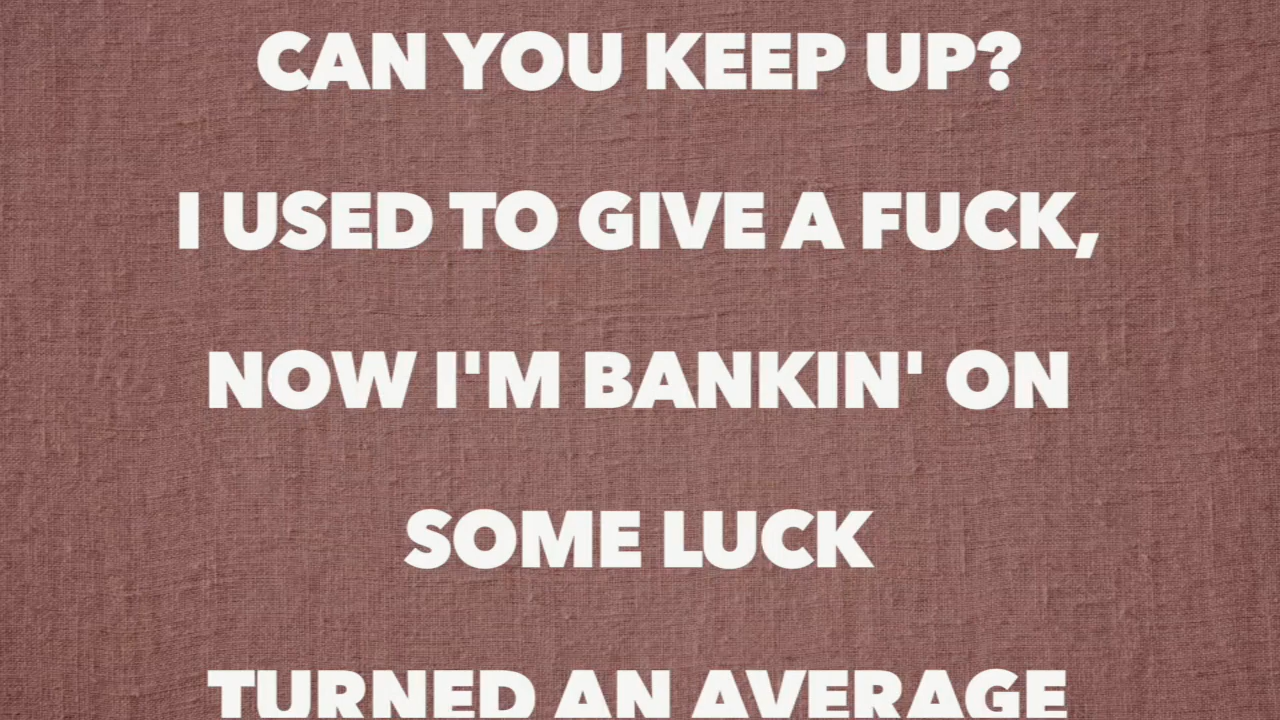 CAN YOU KEEP UP?
I USED TO GIVE A FUCK,
NOW I'M BANKIN' ON
SOME LUCK
TURNED AN AVERAGE